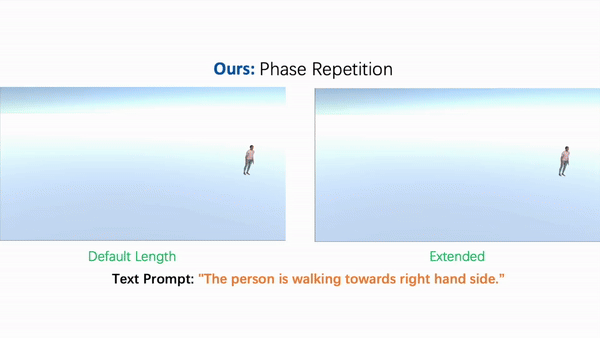 Ours: Phase Repetition
Default Length
Extended
Text Prompt: "The person is walking towards right hand side."